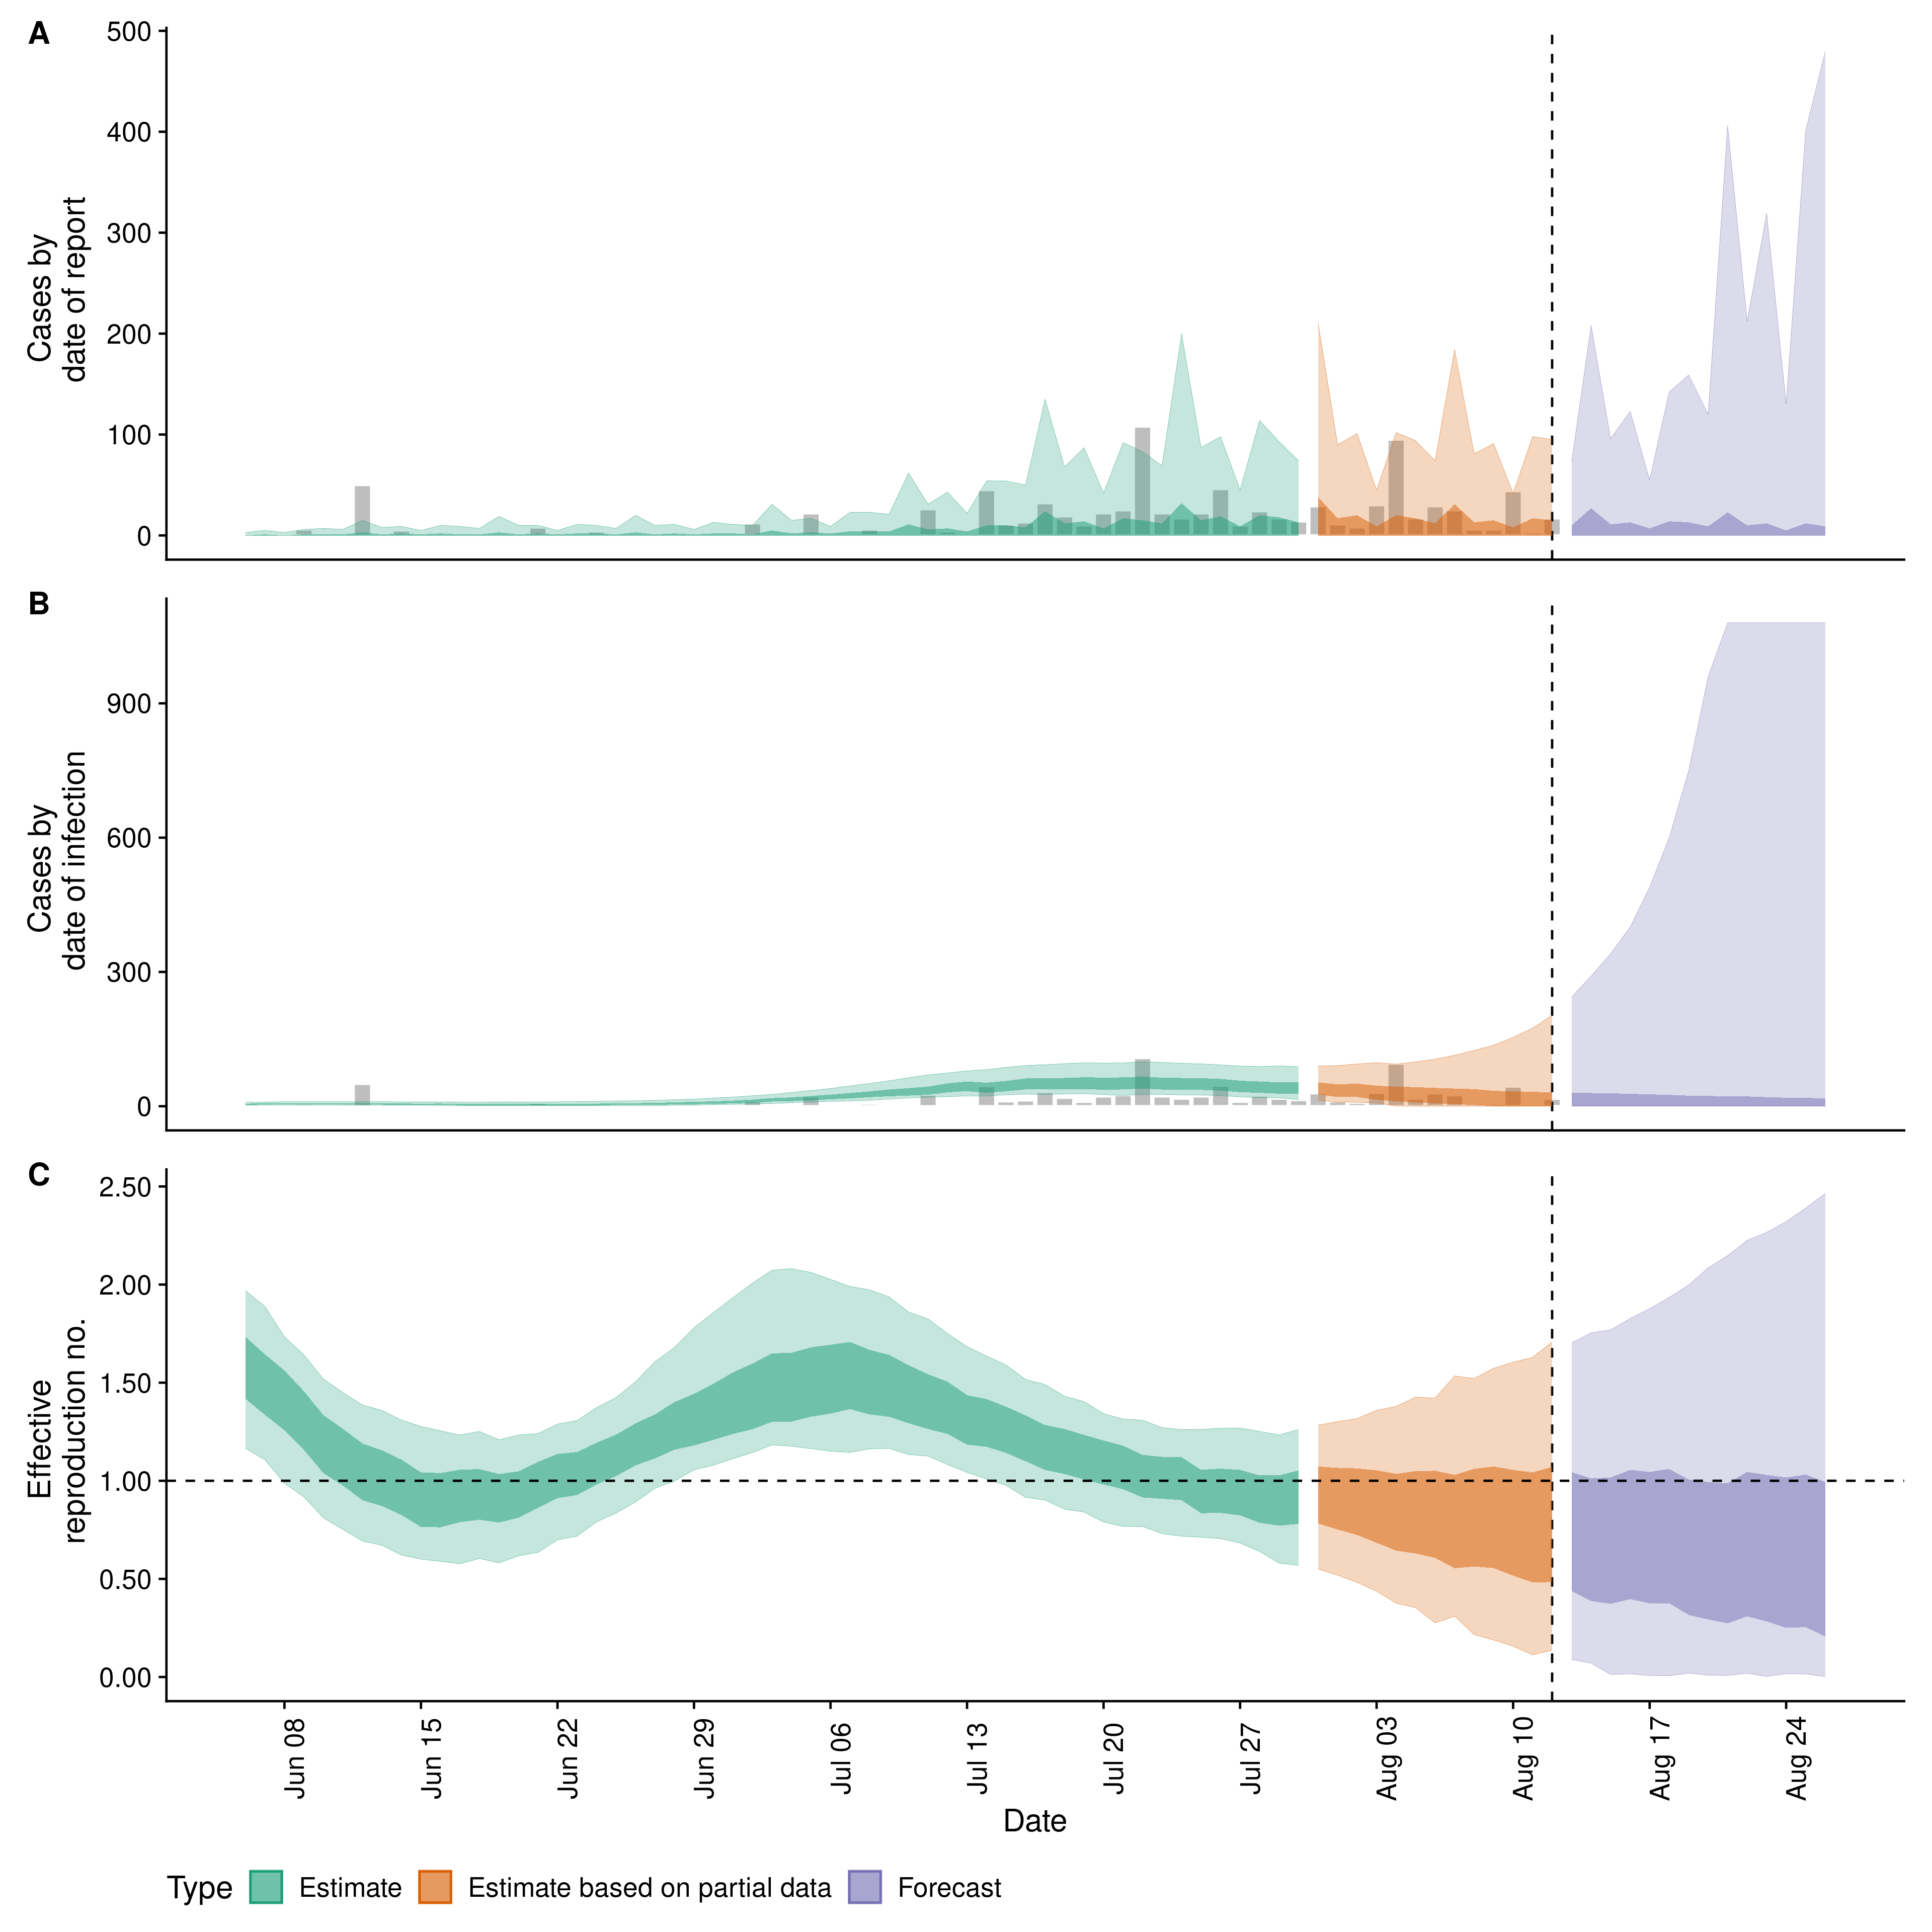 A
500
400
300
200
100
0
Cases by
date of report
B
900
600
300
0
Cases by
date of infection
C
2.50
2.00
1.50
1.00
0.50
0.00
Effective
reproduction no.
Jun 08
Jun 15
Jun 22
Jun 29
Jul 06
Jul 13
Jul 20
Jul 27
Aug 03
Aug 10
Aug 17
Aug 24
Date
Type
Estimate
Estimate based on partial data
Forecast